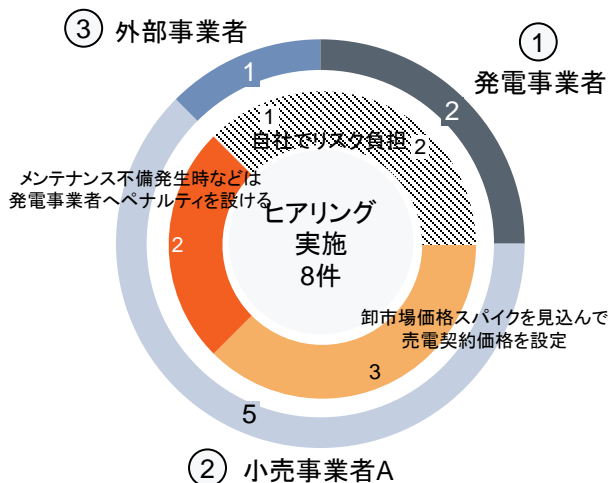 ③ 外部事業者
①
発電事業者
1
2
1
自社でリスク負担
2
メンテナンス不備発生時などは
発電事業者へペナルティを設ける
ヒアリング
実施
8件
2
卸市場価格スパイクを見込んで
売電契約価格を設定
3
5
② 小売事業者A